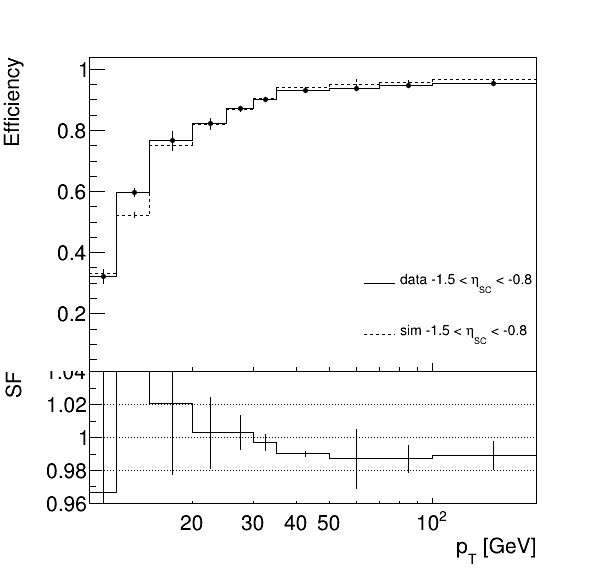 Efficiency
1
0.8
0.6
0.4
0.2
data -1.5 < η_SC < -0.8
sim -1.5 < η_SC < -0.8
SF
1.04
1.02
1
0.98
0.96
20 30 40 50 10²
p_T [GeV]